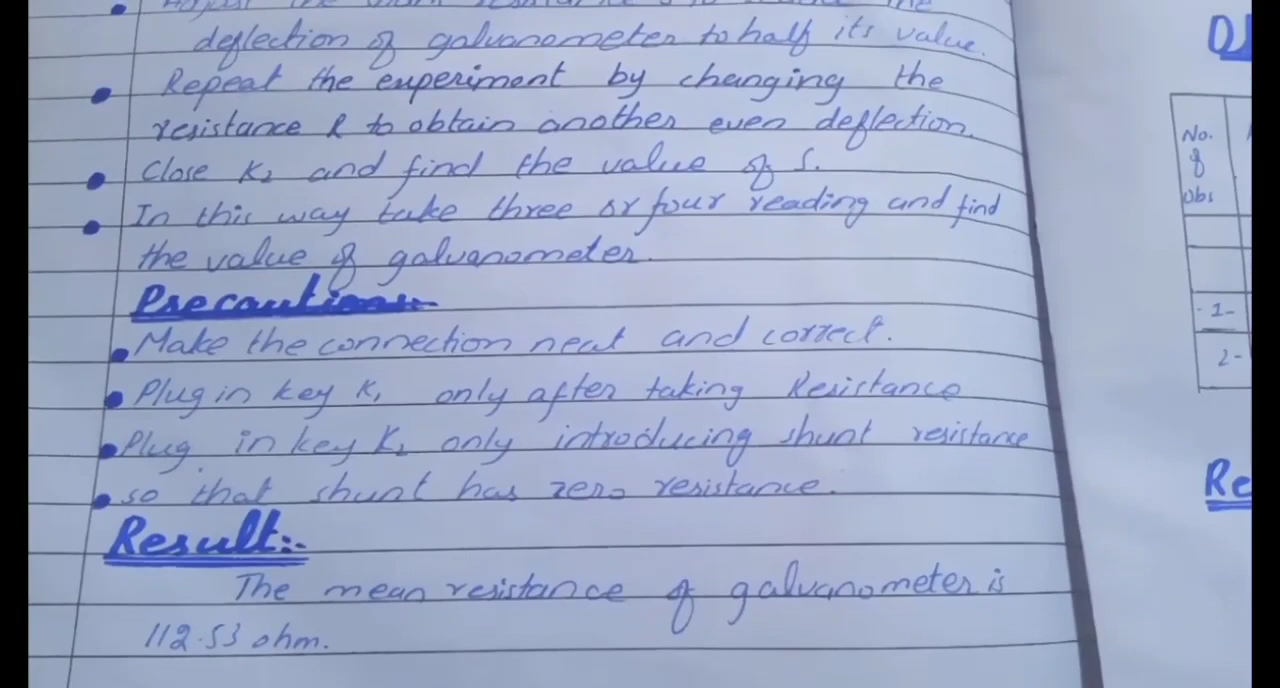 deflection of galvanometer to half its value.
Repeat the experiment by changing the
resistance R to obtain another even deflection.
Close K2 and find the value of S.
In this way take three or four reading and find
the value of galvanometer.
Precautions:-
Make the connection neat and correct.
Plug in key K1 only after taking Resistance
Plug in key K2 only introducing shunt resistance
so that shunt has zero resistance.
Result:-
The mean resistance of galvanometer is
112.53 ohm.
No.
of
Obs
1-
2-
Re